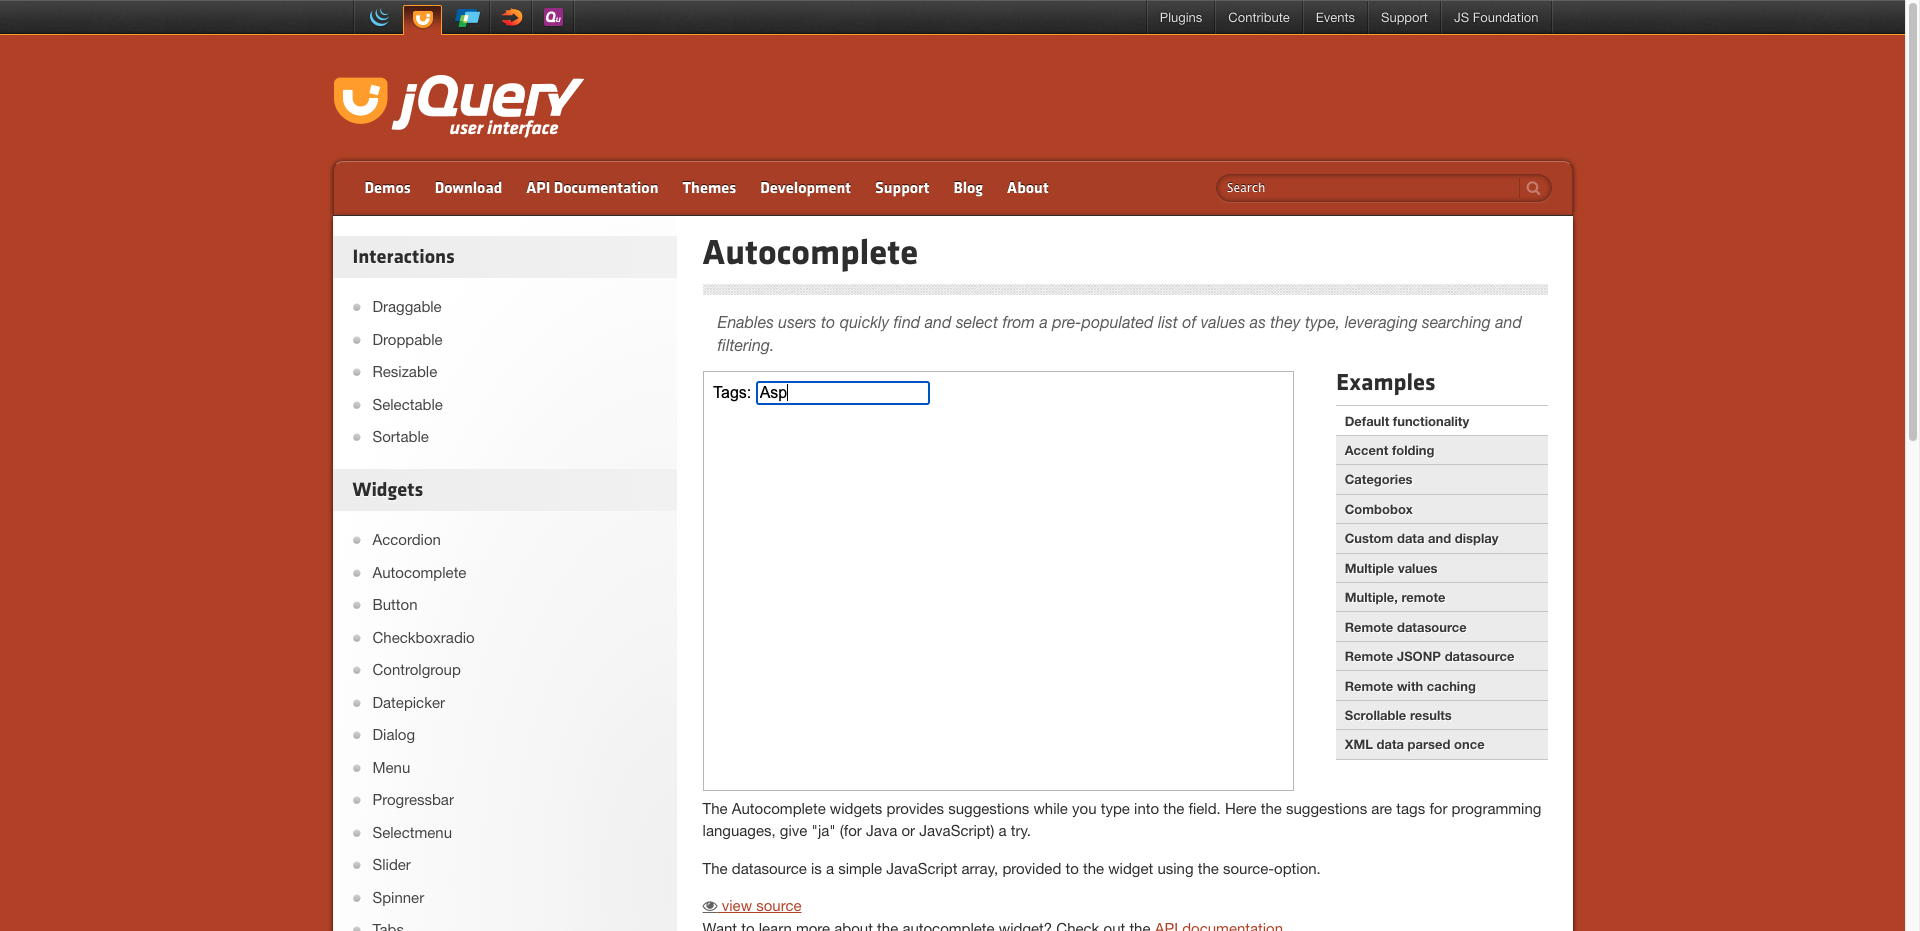 Qu
Plugins
Contribute
Events
Support
JS Foundation
jQuery
user interface
Demos
Download
API Documentation
Themes
Development
Support
Blog
About
Search
Interactions
Draggable
Droppable
Resizable
Selectable
Sortable
Widgets
Accordion
Autocomplete
Button
Checkboxradio
Controlgroup
Datepicker
Dialog
Menu
Progressbar
Selectmenu
Slider
Spinner
Tabs
Autocomplete
Enables users to quickly find and select from a pre-populated list of values as they type, leveraging searching and
filtering.
Tags: Asp
Examples
Default functionality
Accent folding
Categories
Combobox
Custom data and display
Multiple values
Multiple, remote
Remote datasource
Remote JSONP datasource
Remote with caching
Scrollable results
XML data parsed once
The Autocomplete widgets provides suggestions while you type into the field. Here the suggestions are tags for programming
languages, give "ja" (for Java or JavaScript) a try.
The datasource is a simple JavaScript array, provided to the widget using the source-option.
view source
Want to learn more about the autocomplete widget? Check out the API documentation